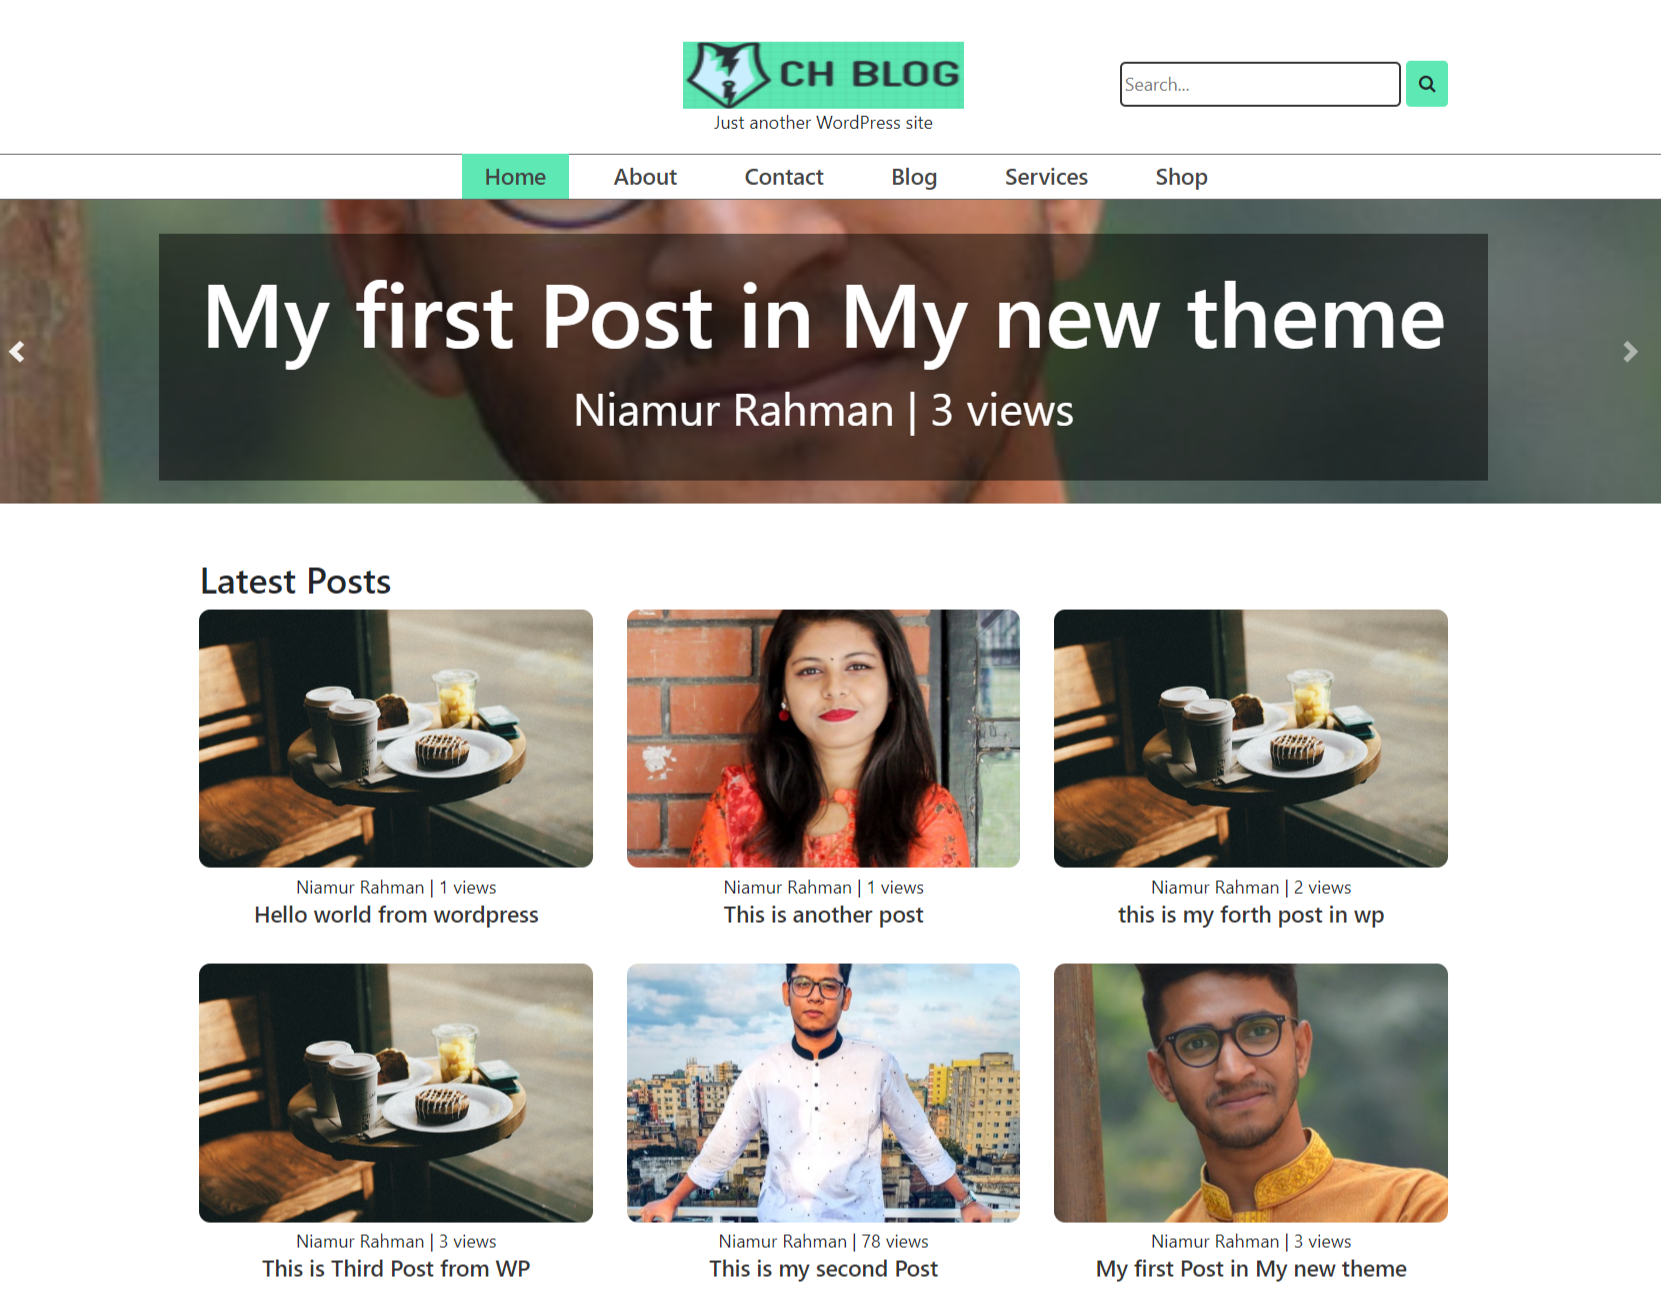 CH BLOG
Just another WordPress site
Search...
Home About Contact Blog Services Shop
My first Post in My new theme
Niamur Rahman | 3 views
Latest Posts
Niamur Rahman | 1 views
Hello world from wordpress
Niamur Rahman | 1 views
This is another post
Niamur Rahman | 2 views
this is my forth post in wp
Niamur Rahman | 3 views
This is Third Post from WP
Niamur Rahman | 78 views
This is my second Post
Niamur Rahman | 3 views
My first Post in My new theme